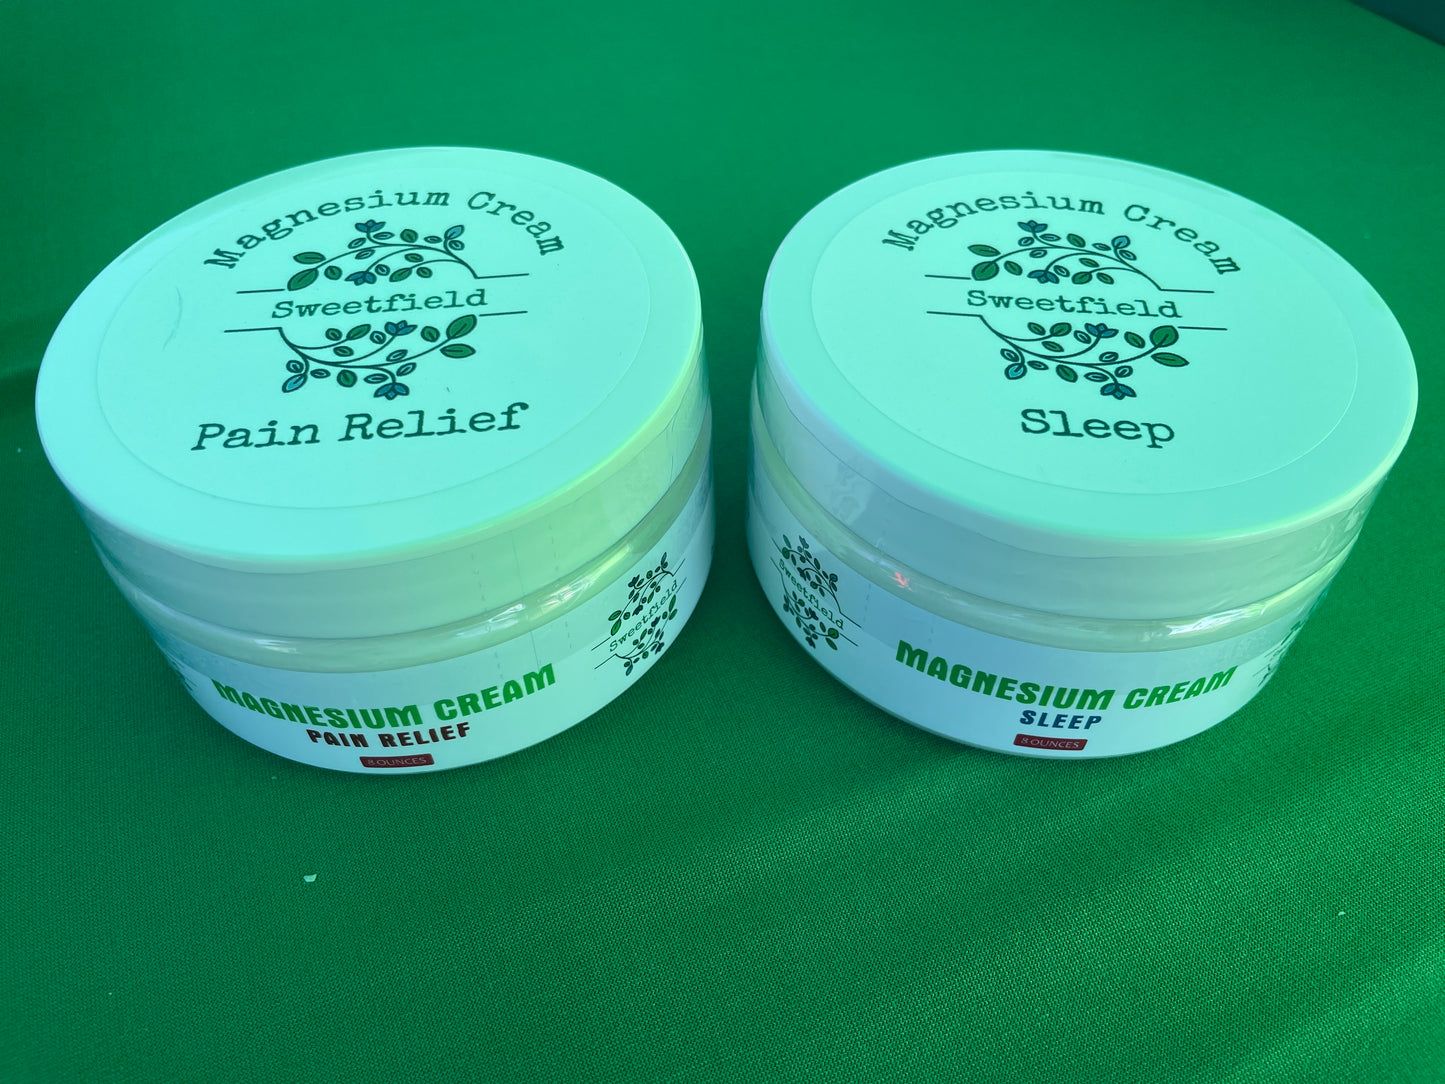 Magnesium Cream
Sweetfield
Pain Relief
Sweetfield
MAGNESIUM CREAM
PAIN RELIEF
8 OUNCES
Magnesium Cream
Sweetfield
Sleep
Sweetfield
MAGNESIUM CREAM
SLEEP
8 OUNCES